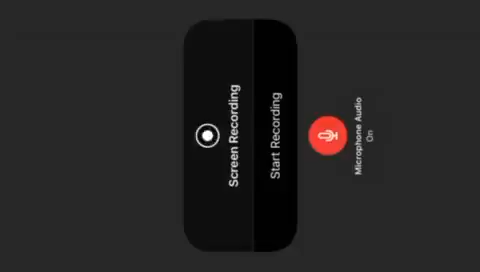 Screen Recording
Start Recording
Microphone Audio
On